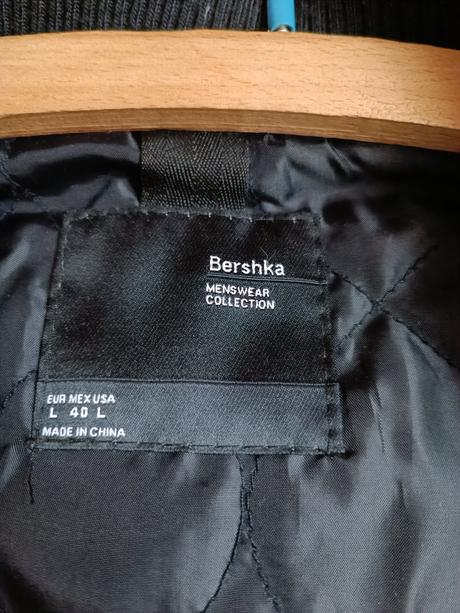 Bershka
MENSWEAR
COLLECTION
EUR MEX USA
L 40 L
MADE IN CHINA